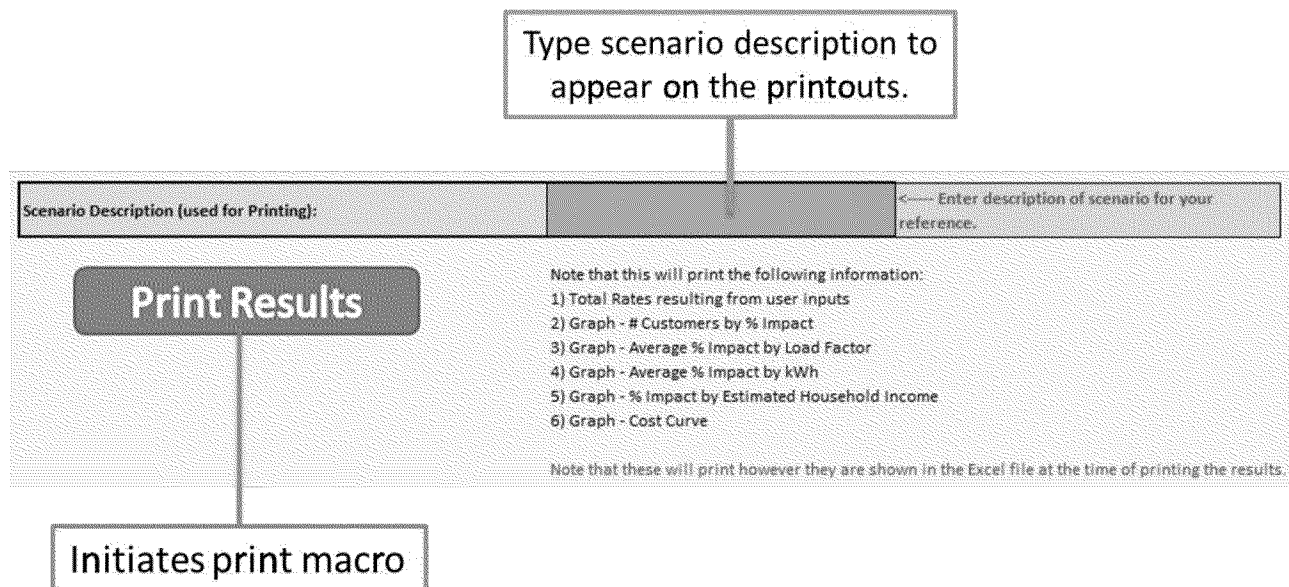 Type scenario description to
appear on the printouts.
Scenario Description (used for Printing):
<---- Enter description of scenario for your
reference.
Print Results
Note that this will print the following information:
1) Total Rates resulting from user inputs
2) Graph - # Customers by % Impact
3) Graph - Average % Impact by Load Factor
4) Graph - Average % Impact by kWh
5) Graph - % Impact by Estimated Household Income
6) Graph - Cost Curve
Note that these will print however they are shown in the Excel file at the time of printing the results.
Initiates print macro